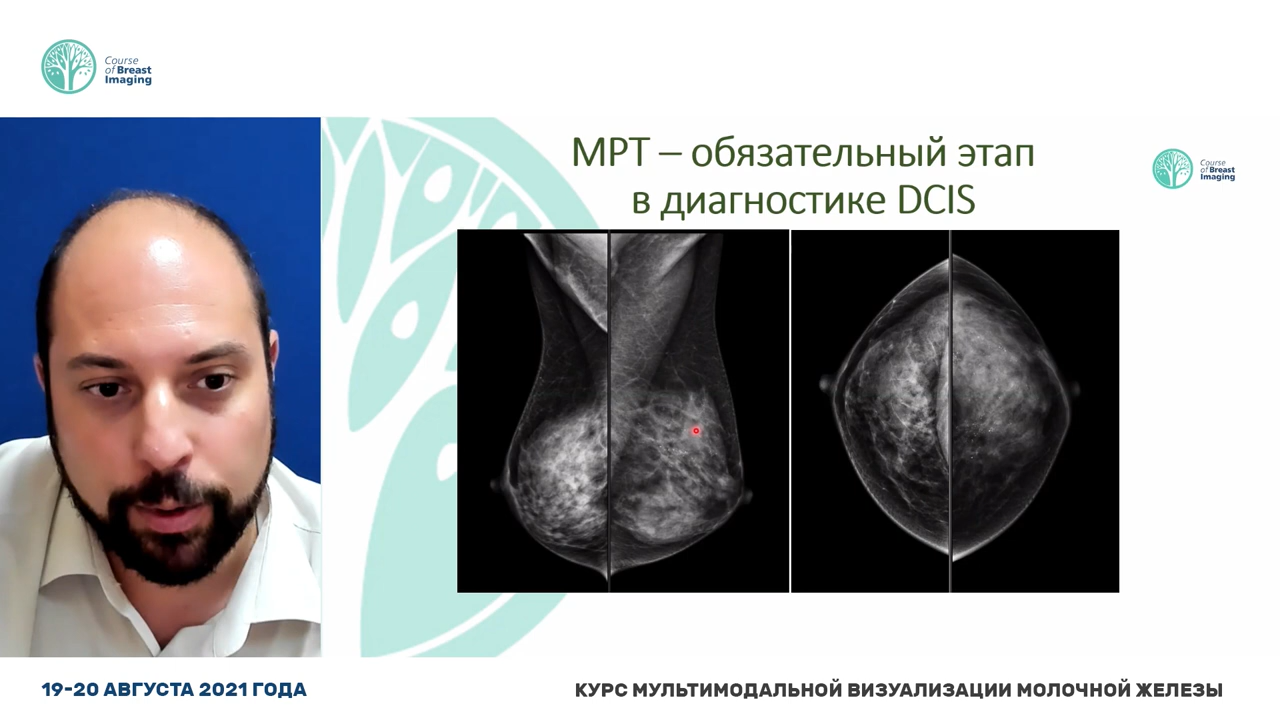 Course
of Breast
Imaging
МРТ – обязательный этап
в диагностике DCIS
Course
of Breast
Imaging
19-20 АВГУСТА 2021 ГОДА
КУРС МУЛЬТИМОДАЛЬНОЙ ВИЗУАЛИЗАЦИИ МОЛОЧНОЙ ЖЕЛЕЗЫ